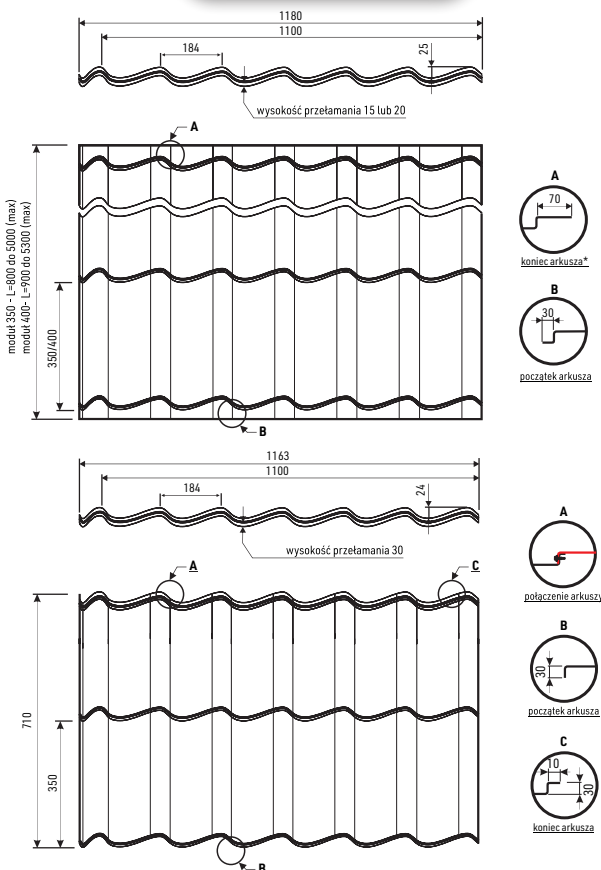 1180
1100
184
25
wysokość przełamania 15 lub 20
A
moduł 350 - L=800 do 5000 (max)
moduł 400- L=900 do 5300 (max)
350/400
B
A
70
koniec arkusza*
B
30
początek arkusza
1163
1100
184
24
wysokość przełamania 30
A
C
710
350
B
A
połączenie arkuszy
B
30
początek arkusza
C
10
30
koniec arkusza